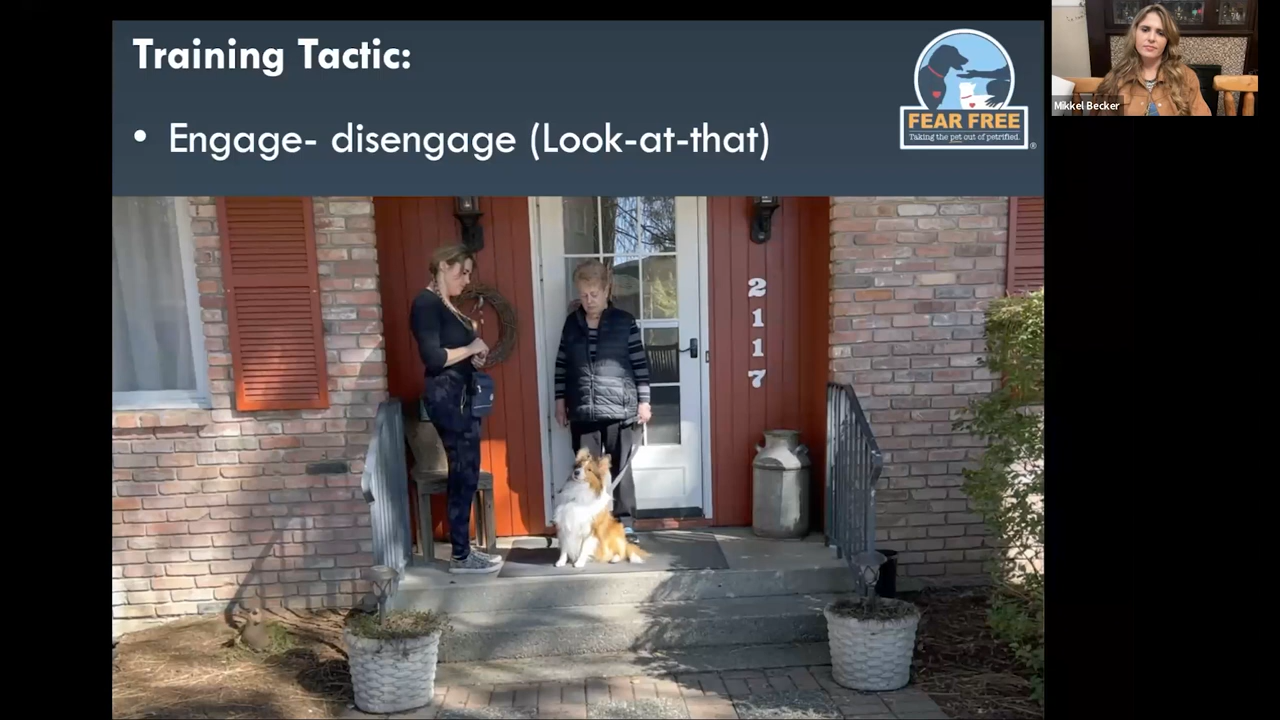 Training Tactic:
• Engage- disengage (Look-at-that)
FEAR FREE
Taking the pet out of petrified.
®
Mikkel Becker
2
1
1
7